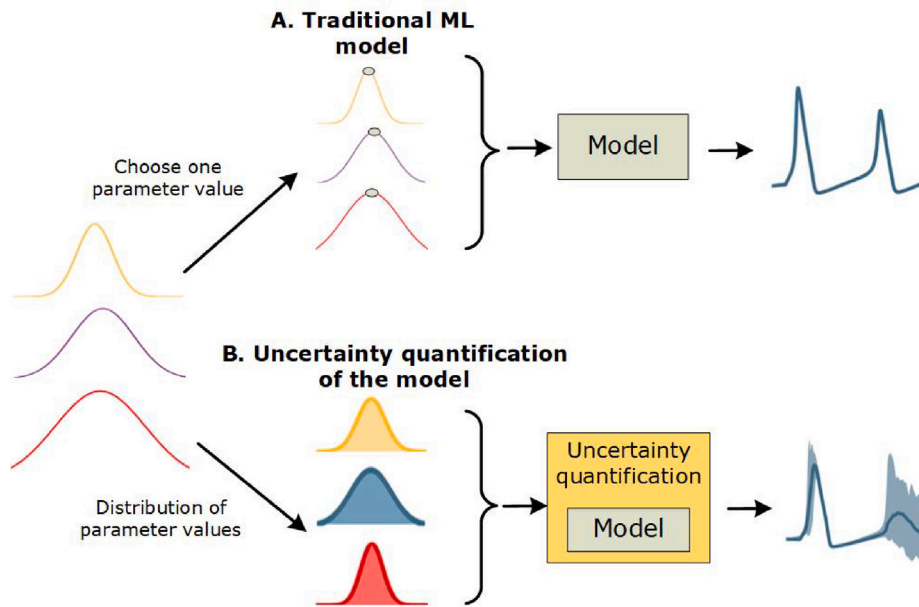 A. Traditional ML
model
Choose one
parameter value
Model
B. Uncertainty quantification
of the model
Distribution of
parameter values
Uncertainty
quantification
Model